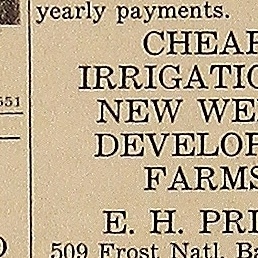 yearly payments.
CHEAP
IRRIGATIO
NEW WE
DEVELOP
FARMS
E. H. PRI
509 Frost Natl. Ba